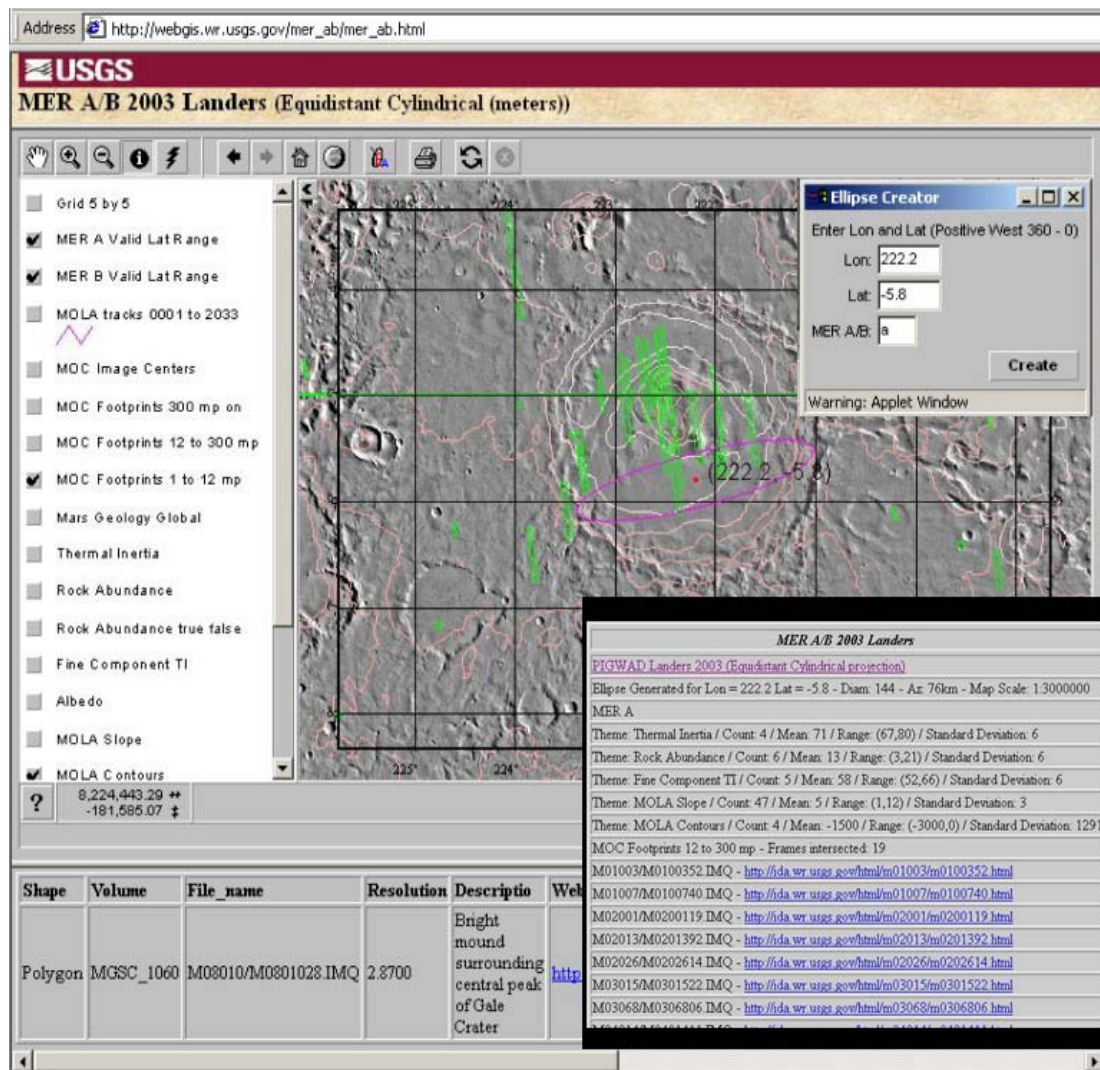 Address http://webgis.wr.usgs.gov/mer_ab/mer_ab.html
USGS
MER A/B 2003 Landers (Equidistant Cylindrical (meters))
Grid 5 by 5
MER A Valid Lat Range
MER B Valid Lat Range
MOLA tracks 0001 to 2033
MOC Image Centers
MOC Footprints 300 mp on
MOC Footprints 12 to 300 mp
MOC Footprints 1 to 12 mp
Mars Geology Global
Thermal Inertia
Rock Abundance
Rock Abundance true false
Fine Component TI
Albedo
MOLA Slope
MOLA Contours
225° 224° 223° 222°
(222.2, -5.8)
225° 224°
Ellipse Creator
Enter Lon and Lat (Positive West 360 - 0)
Lon: 222.2
Lat: -5.8
MER A/B: a
Create
Warning: Applet Window
? 8,224,443.29
-181,585.07
MER A/B 2003 Landers
PIGWAD Landers 2003 (Equidistant Cylindrical projection)
Ellipse Generated for Lon = 222.2 Lat = -5.8 - Diam: 144 - Az: 76km - Map Scale: 1:3000000
MER A
Theme: Thermal Inertia / Count: 4 / Mean: 71 / Range: (67,80) / Standard Deviation: 6
Theme: Rock Abundance / Count: 6 / Mean: 13 / Range: (3,21) / Standard Deviation: 6
Theme: Fine Component TI / Count: 5 / Mean: 58 / Range: (52,66) / Standard Deviation: 6
Theme: MOLA Slope / Count: 47 / Mean: 5 / Range: (1,12) / Standard Deviation: 3
Theme: MOLA Contours / Count: 4 / Mean: -1500 / Range: (-3000,0) / Standard Deviation: 1291
MOC Footprints 12 to 300 mp - Frames intersected: 19
M01003/M0100352.IMQ - http://ida.wr.usgs.gov/html/m01003/m0100352.html
M01007/M0100740.IMQ - http://ida.wr.usgs.gov/html/m01007/m0100740.html
M02001/M0200119.IMQ - http://ida.wr.usgs.gov/html/m02001/m0200119.html
M02013/M0201392.IMQ - http://ida.wr.usgs.gov/html/m02013/m0201392.html
M02026/M0202614.IMQ - http://ida.wr.usgs.gov/html/m02026/m0202614.html
M03015/M0301522.IMQ - http://ida.wr.usgs.gov/html/m03015/m0301522.html
M03068/M0306806.IMQ - http://ida.wr.usgs.gov/html/m03068/m0306806.html
Shape Volume File_name Resolution Descriptio Web
Polygon MGSC_1060 M08010/M0801028.IMQ 2.8700 Bright
mound
surrounding
central peak
of Gale
Crater
http